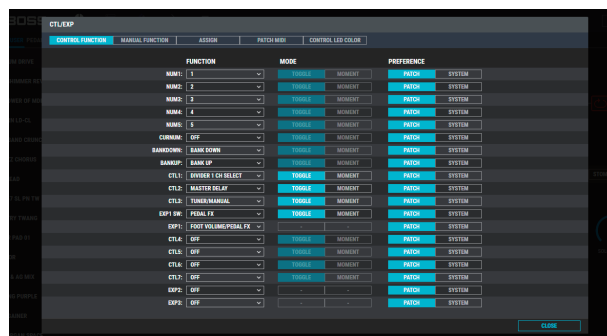 CTL/EXP
CONTROL FUNCTION MANUAL FUNCTION ASSIGN PATCH MIDI CONTROL LED COLOR
FUNCTION MODE PREFERENCE
NUM1: 1 TOGGLE MOMENT PATCH SYSTEM
NUM2: 2 TOGGLE MOMENT PATCH SYSTEM
NUM3: 3 TOGGLE MOMENT PATCH SYSTEM
NUM4: 4 TOGGLE MOMENT PATCH SYSTEM
NUM5: 5 TOGGLE MOMENT PATCH SYSTEM
CURNUM: OFF TOGGLE MOMENT PATCH SYSTEM
BANKDOWN: BANK DOWN TOGGLE MOMENT PATCH SYSTEM
BANKUP: BANK UP TOGGLE MOMENT PATCH SYSTEM
CTL1: DIVIDER 1 CH SELECT TOGGLE MOMENT PATCH SYSTEM
CTL2: MASTER DELAY TOGGLE MOMENT PATCH SYSTEM
CTL3: TUNER/MANUAL TOGGLE MOMENT PATCH SYSTEM
EXP1 SW: PEDAL FX TOGGLE MOMENT PATCH SYSTEM
EXP1: FOOT VOLUME/PEDAL FX - - PATCH SYSTEM
CTL4: OFF TOGGLE MOMENT PATCH SYSTEM
CTL5: OFF TOGGLE MOMENT PATCH SYSTEM
CTL6: OFF TOGGLE MOMENT PATCH SYSTEM
CTL7: OFF TOGGLE MOMENT PATCH SYSTEM
EXP2: OFF - - PATCH SYSTEM
EXP3: OFF - - PATCH SYSTEM
CLOSE